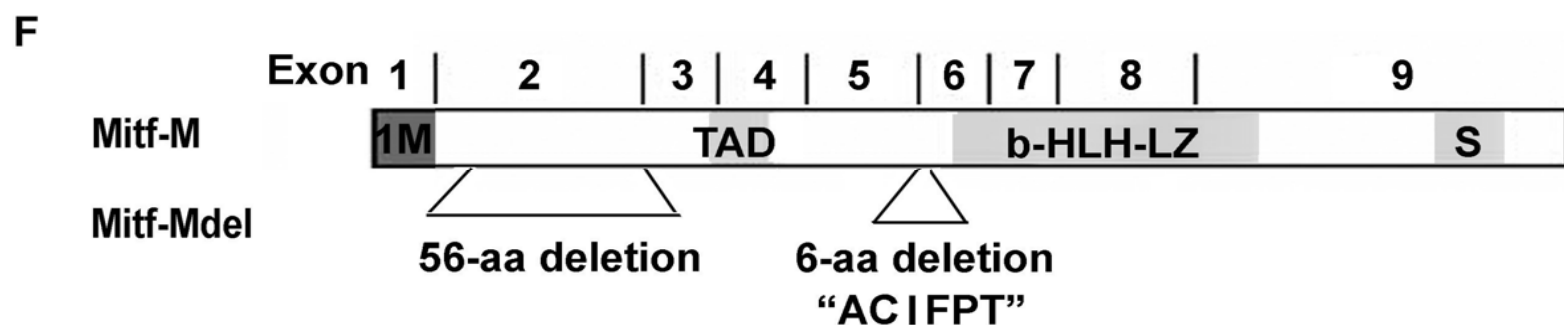 F
Exon 1 | 2 | 3 | 4 | 5 | 6 | 7 | 8 | 9
Mitf-M 1M TAD b-HLH-LZ S
Mitf-Mdel
56-aa deletion 6-aa deletion
“ACIFPT”